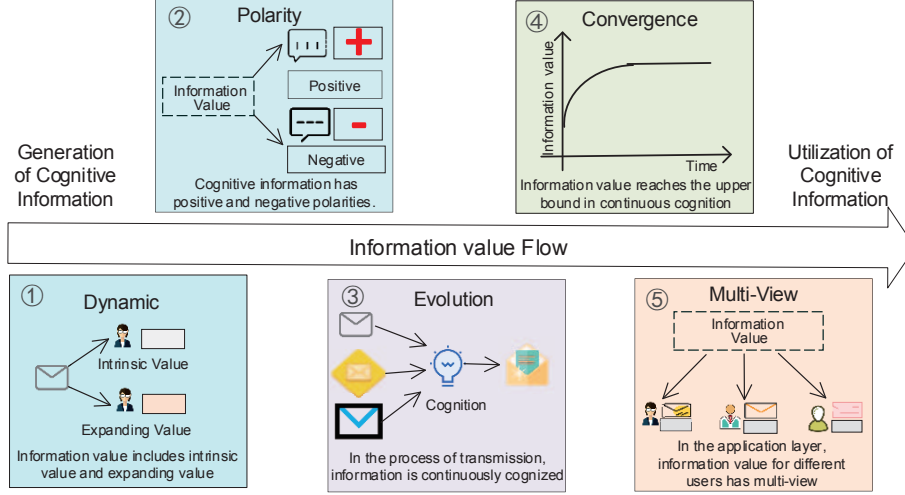 ② Polarity
Information
Value
Positive
Negative
Cognitive information has
positive and negative polarities.
④ Convergence
Information value
Time
Information value reaches the upper
bound in continuous cognition
Generation
of Cognitive
Information
Utilization of
Cognitive
Information
Information value Flow
① Dynamic
Intrinsic Value
Expanding Value
Information value includes intrinsic
value and expanding value
③ Evolution
Cognition
In the process of transmission,
information is continuously cognized
⑤ Multi-View
Information
Value
In the application layer,
information value for different
users has multi-view